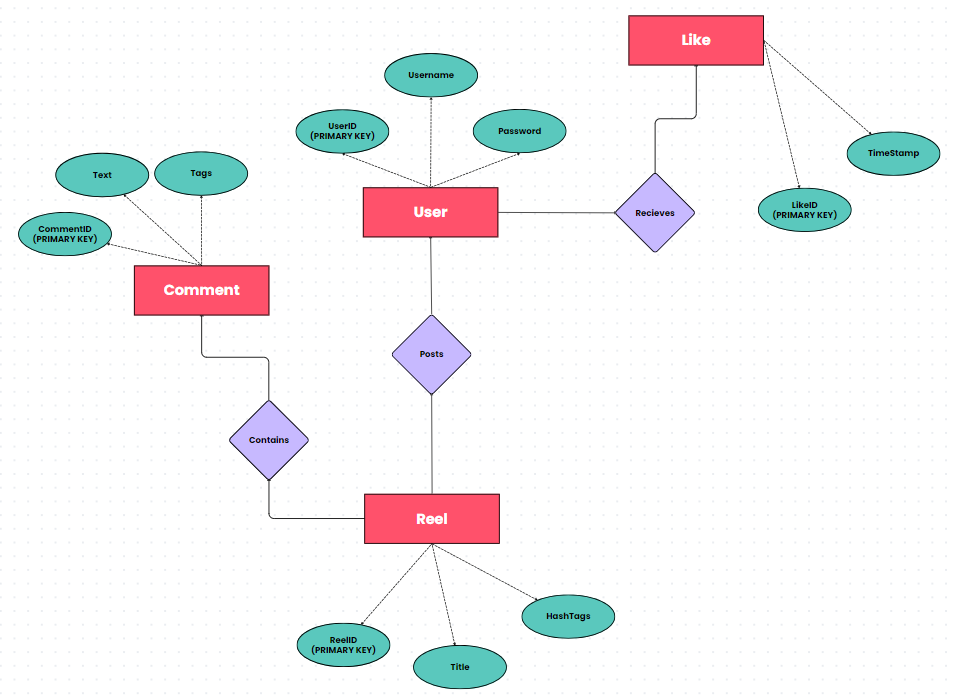 Like
Username
UserID
(PRIMARY KEY)
Password
TimeStamp
Text
Tags
LikeID
(PRIMARY KEY)
User
Recieves
CommentID
(PRIMARY KEY)
Comment
Posts
Contains
Reel
HashTags
ReelID
(PRIMARY KEY)
Title